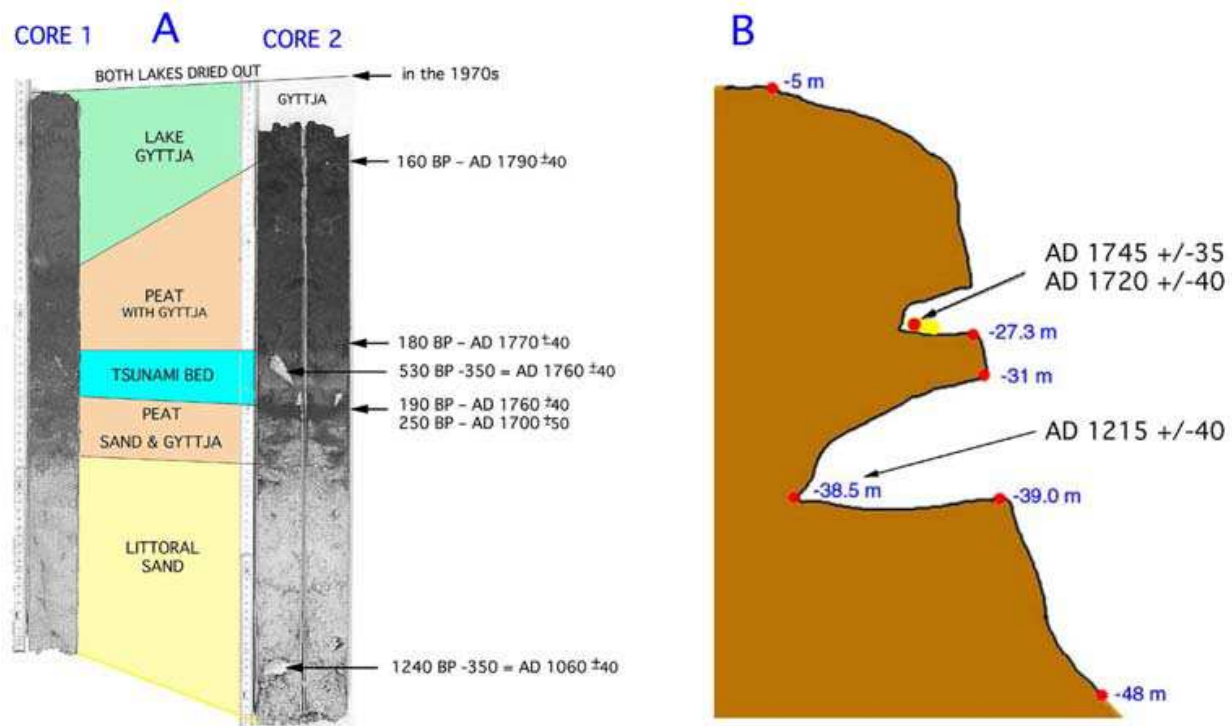 A
B
CORE 1
CORE 2
BOTH LAKES DRIED OUT
in the 1970s
GYTTJA
LAKE
GYTTJA
160 BP – AD 1790 ±40
PEAT
WITH GYTTJA
180 BP – AD 1770 ±40
TSUNAMI BED
530 BP -350 = AD 1760 ±40
190 BP – AD 1760 ±40
PEAT
250 BP – AD 1700 ±50
SAND & GYTTJA
LITTORAL
SAND
1240 BP -350 = AD 1060 ±40
-5 m
AD 1745 +/-35
AD 1720 +/-40
-27.3 m
-31 m
AD 1215 +/-40
-38.5 m
-39.0 m
-48 m